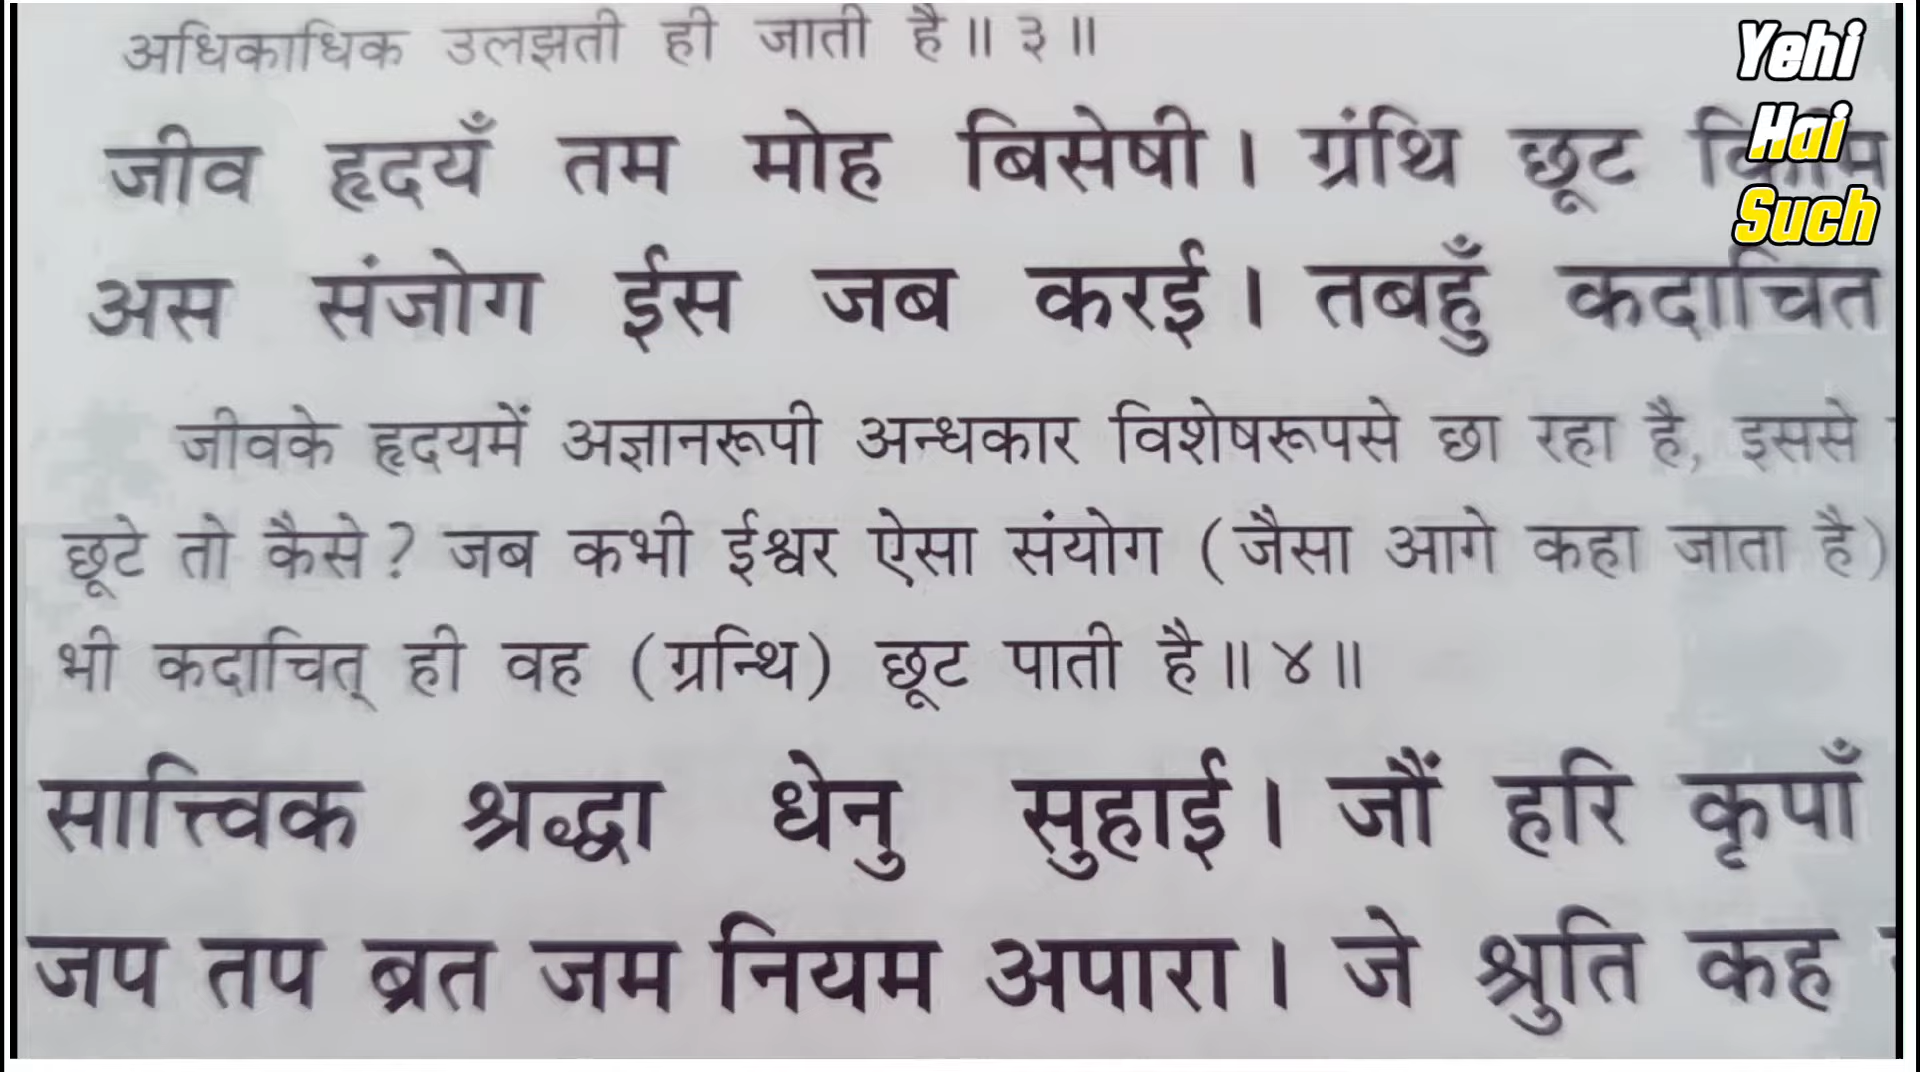 अधिकाधिक उलझती ही जाती है॥ ३॥
जीव हृदयँ तम मोह बिसेषी। ग्रंथि छूट
अस संजोग ईस जब करई। तबहुँ कदाचित
जीवके हृदयमें अज्ञानरूपी अन्धकार विशेषरूपसे छा रहा है, इससे
छूटे तो कैसे? जब कभी ईश्वर ऐसा संयोग (जैसा आगे कहा जाता है)
भी कदाचित् ही वह (ग्रन्थि) छूट पाती है॥ ४॥
सात्त्विक श्रद्धा धेनु सुहाई। जौं हरि कृपाँ
जप तप ब्रत जम नियम अपारा। जे श्रुति कह
Yehi
Hai
Such